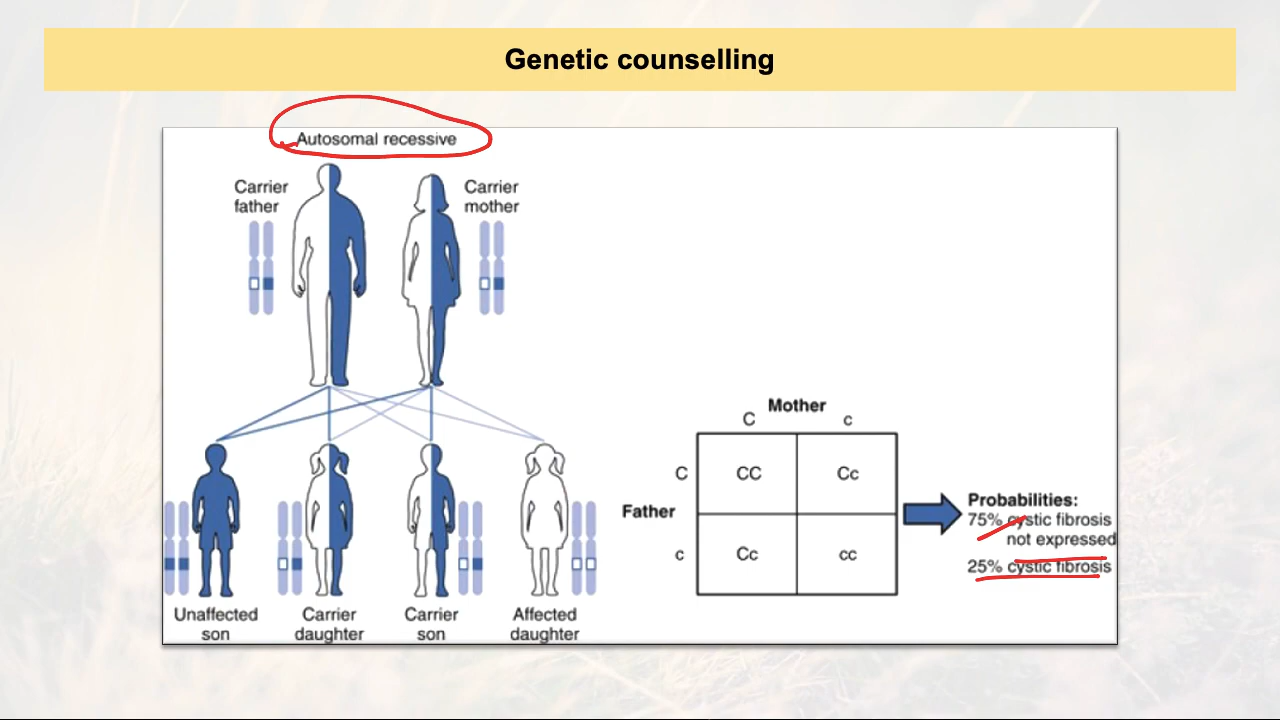 Genetic counselling
Autosomal recessive
Carrier
father
Carrier
mother
Unaffected
son
Carrier
daughter
Carrier
son
Affected
daughter
Mother
C c
C CC Cc
Father
c Cc cc
Probabilities:
75% cystic fibrosis
not expressed
25% cystic fibrosis